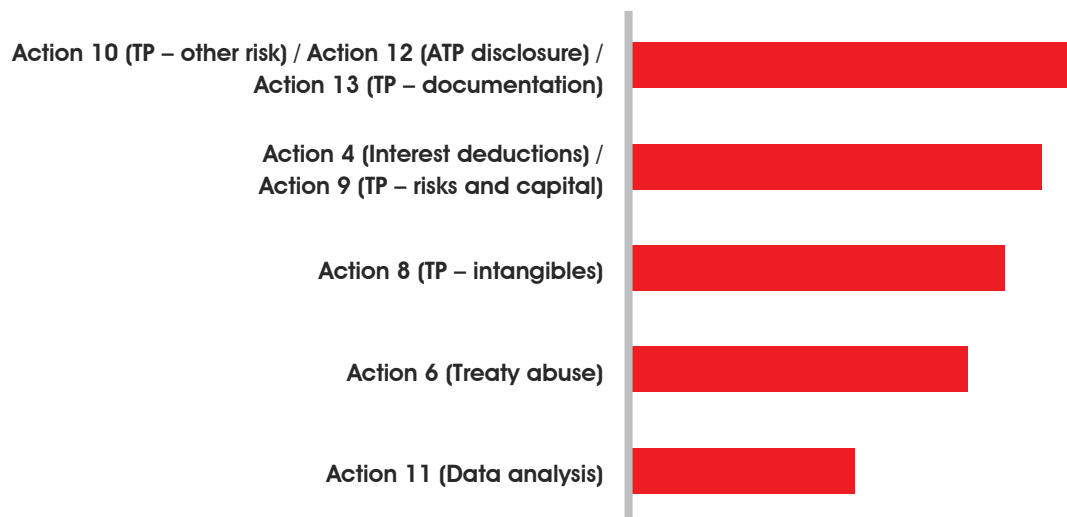 Action 10 (TP – other risk) / Action 12 (ATP disclosure) /
Action 13 (TP – documentation)
Action 4 (Interest deductions) /
Action 9 (TP – risks and capital)
Action 8 (TP – intangibles)
Action 6 (Treaty abuse)
Action 11 (Data analysis)